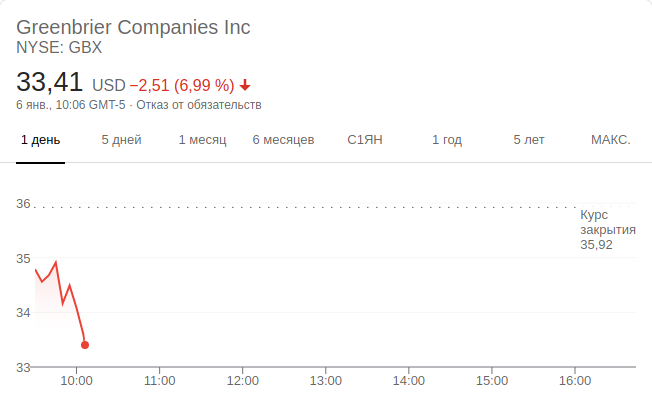 Greenbrier Companies Inc
NYSE: GBX
33,41 USD −2,51 (6,99 %)
6 янв., 10:06 GMT-5 · Отказ от обязательств
1 день 5 дней 1 месяц 6 месяцев С1ЯН 1 год 5 лет МАКС.
36
Курс
закрытия
35,92
35
34
33
10:00 11:00 12:00 13:00 14:00 15:00 16:00